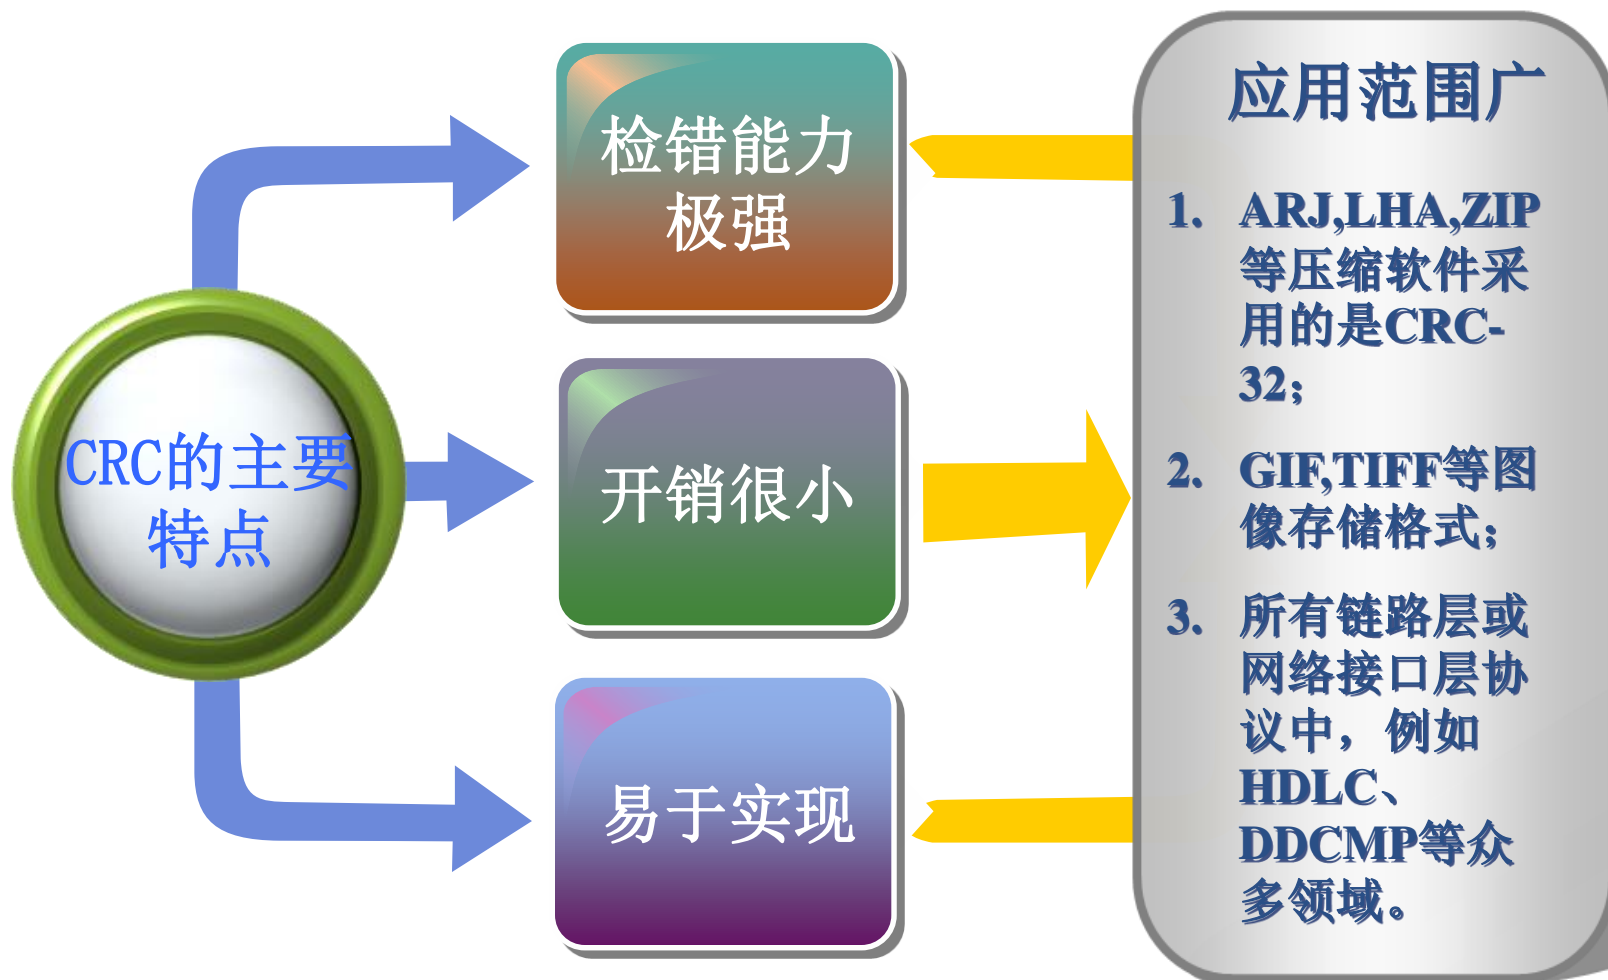 CRC的主要
特点
检错能力
极强
开销很小
易于实现
应用范围广
1. ARJ,LHA,ZIP
等压缩软件采
用的是CRC-
32；
2. GIF,TIFF等图
像存储格式；
3. 所有链路层或
网络接口层协
议中，例如
HDLC、
DDCMP等众
多领域。